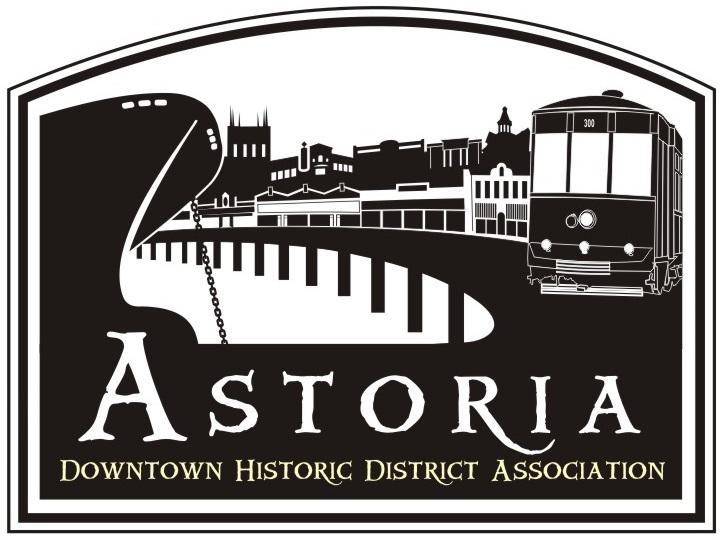 300
ASTORIA
DOWNTOWN HISTORIC DISTRICT ASSOCIATION